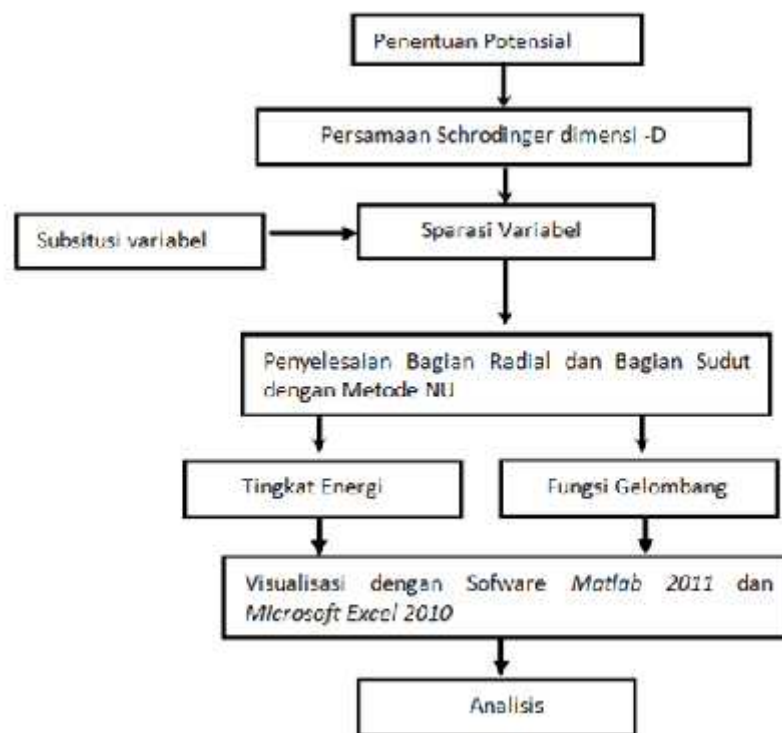 Penentuan Potensial
Persamaan Schrodinger dimensi -D
Subsitusi variabel
Sparasi Variabel
Penyelesaian Bagian Radial dan Bagian Sudut
dengan Metode NU
Tingkat Energi
Fungsi Gelombang
Visualisasi dengan Sofware Matlab 2011 dan
Microsoft Excel 2010
Analisis